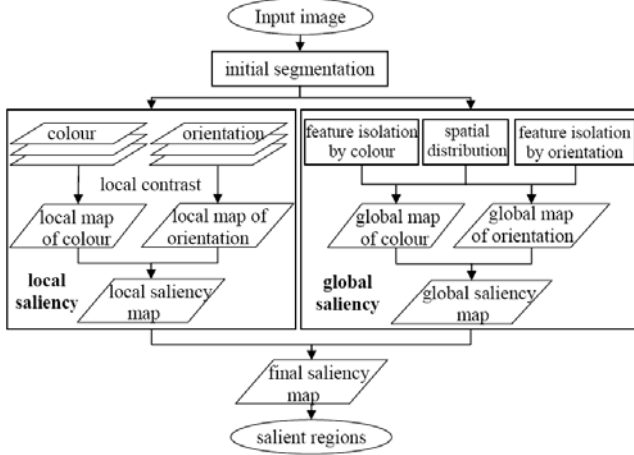 Input image
initial segmentation
colour
orientation
local contrast
local map
of colour
local map of
orientation
local
saliency
local saliency
map
feature isolation
by colour
spatial
distribution
feature isolation
by orientation
global map
of colour
global map
of orientation
global
saliency
global saliency
map
final saliency
map
salient regions